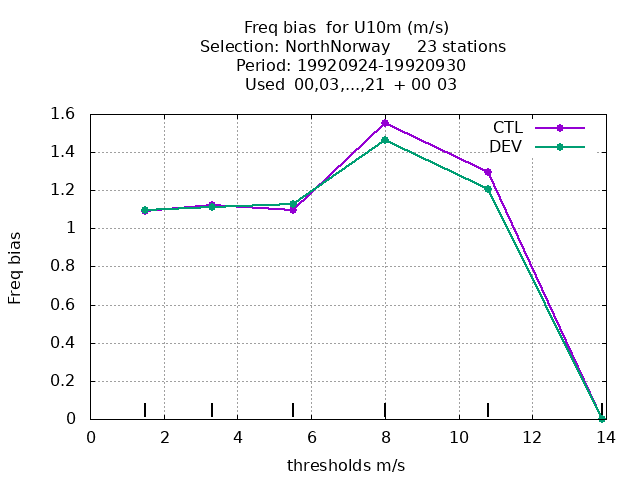 Freq bias  for U10m (m/s)
Selection: NorthNorway     23 stations
Period: 19920924-19920930
Used  00,03,...,21  + 00 03
CTL
DEV
Freq bias
1.6
1.4
1.2
1
0.8
0.6
0.4
0.2
0
0 2 4 6 8 10 12 14
thresholds m/s